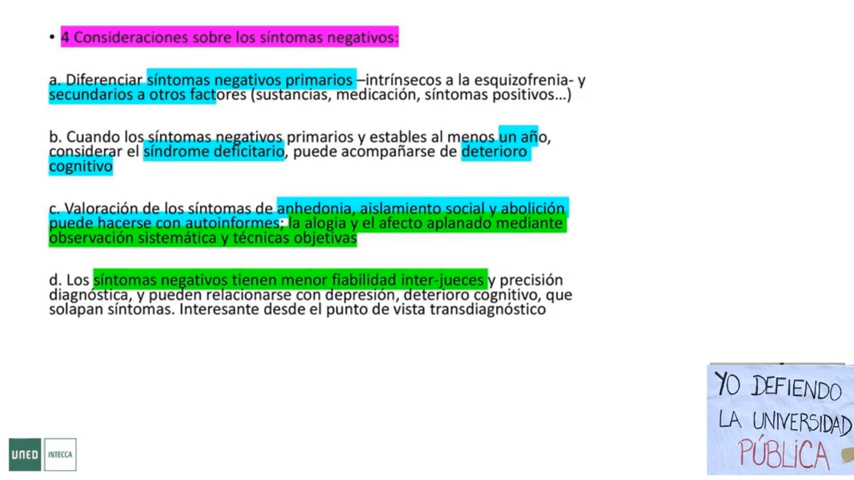 • 4 Consideraciones sobre los síntomas negativos:
a. Diferenciar síntomas negativos primarios –intrínsecos a la esquizofrenia- y
secundarios a otros factores (sustancias, medicación, síntomas positivos…)
b. Cuando los síntomas negativos primarios y estables al menos un año,
considerar el síndrome deficitario, puede acompañarse de deterioro
cognitivo
c. Valoración de los síntomas de anhedonia, aislamiento social y abolición
puede hacerse con autoinformes; la alogia y el afecto aplanado mediante
observación sistemática y técnicas objetivas
d. Los síntomas negativos tienen menor fiabilidad inter-jueces y precisión
diagnóstica, y pueden relacionarse con depresión, deterioro cognitivo, que
solapan síntomas. Interesante desde el punto de vista transdiagnóstico
YO DEFIENDO
LA UNIVERSIDAD
PÚBLICA
UNED INTECCA